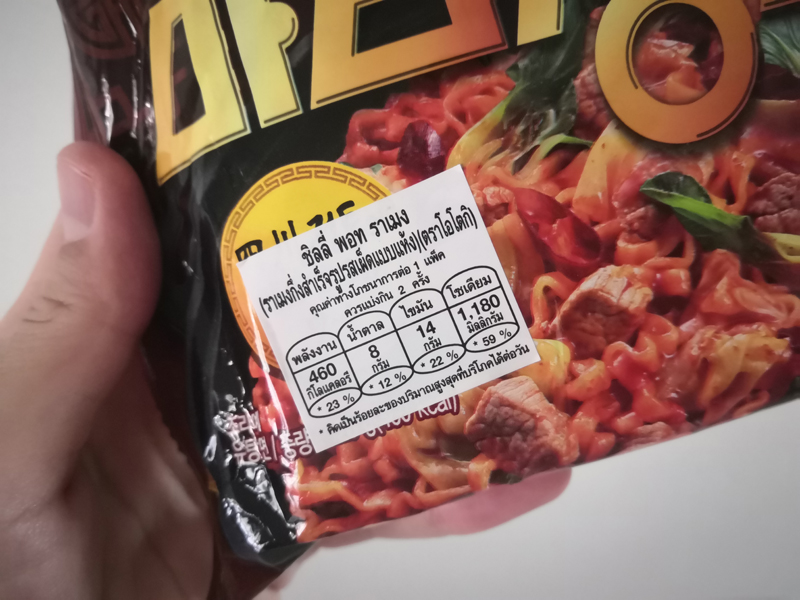 ชิลลี่ พอท ราเมง
(ราเมงกึ่งสำเร็จรูปรสเผ็ดแบบแห้ง)(ตราโอโตกิ)
คุณค่าทางโภชนาการต่อ 1 แพ็ค
ควรแบ่งกิน 2 ครั้ง
พลังงาน น้ำตาล ไขมัน โซเดียม
460 8 14 1,180
กิโลแคลอรี กรัม กรัม มิลลิกรัม
* 23 % * 12 % * 22 % * 59 %
* คิดเป็นร้อยละของปริมาณสูงสุดที่บริโภคได้ต่อวัน
kcal)